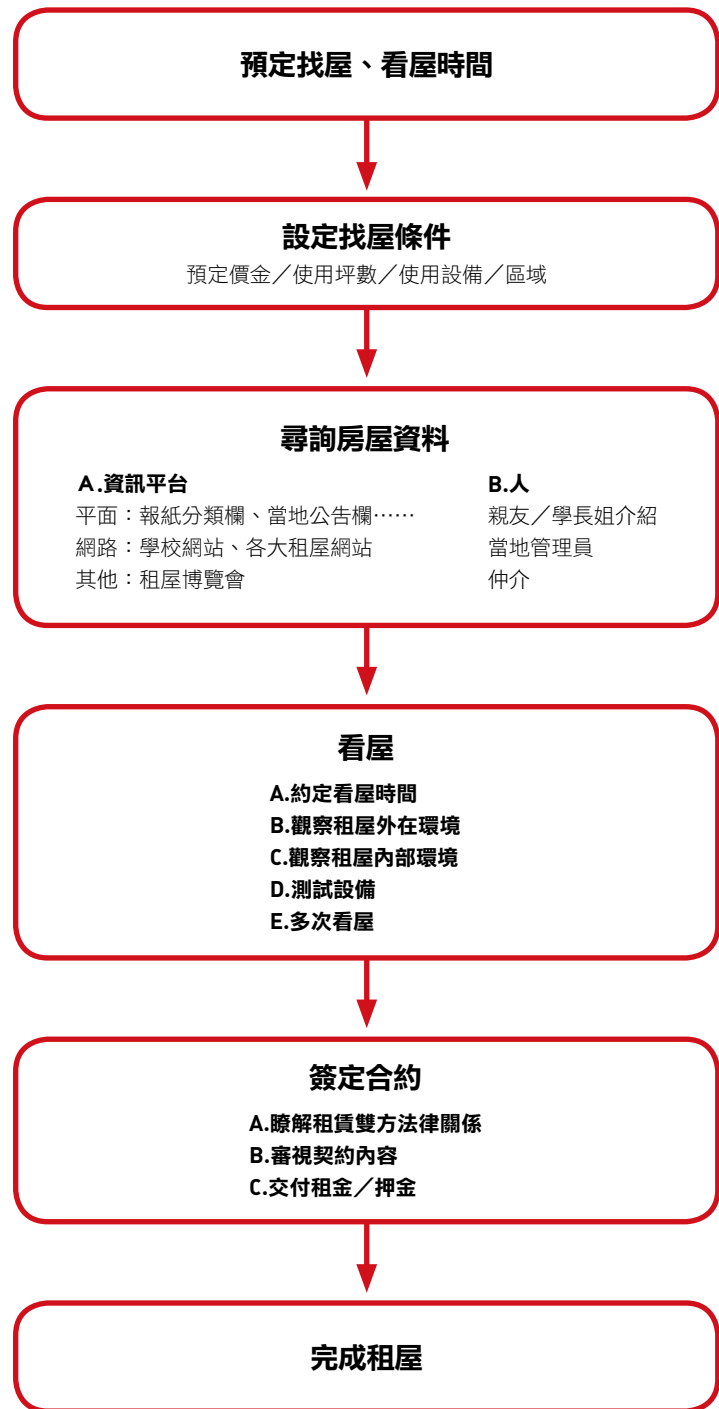 預定找屋、看屋時間
設定找屋條件
預定價金／使用坪數／使用設備／區域
尋詢房屋資料
A.資訊平台
平面：報紙分類欄、當地公告欄……
網路：學校網站、各大租屋網站
其他：租屋博覽會
B.人
親友／學長姐介紹
當地管理員
仲介
看屋
A.約定看屋時間
B.觀察租屋外在環境
C.觀察租屋內部環境
D.測試設備
E.多次看屋
簽定合約
A.瞭解租賃雙方法律關係
B.審視契約內容
C.交付租金／押金
完成租屋